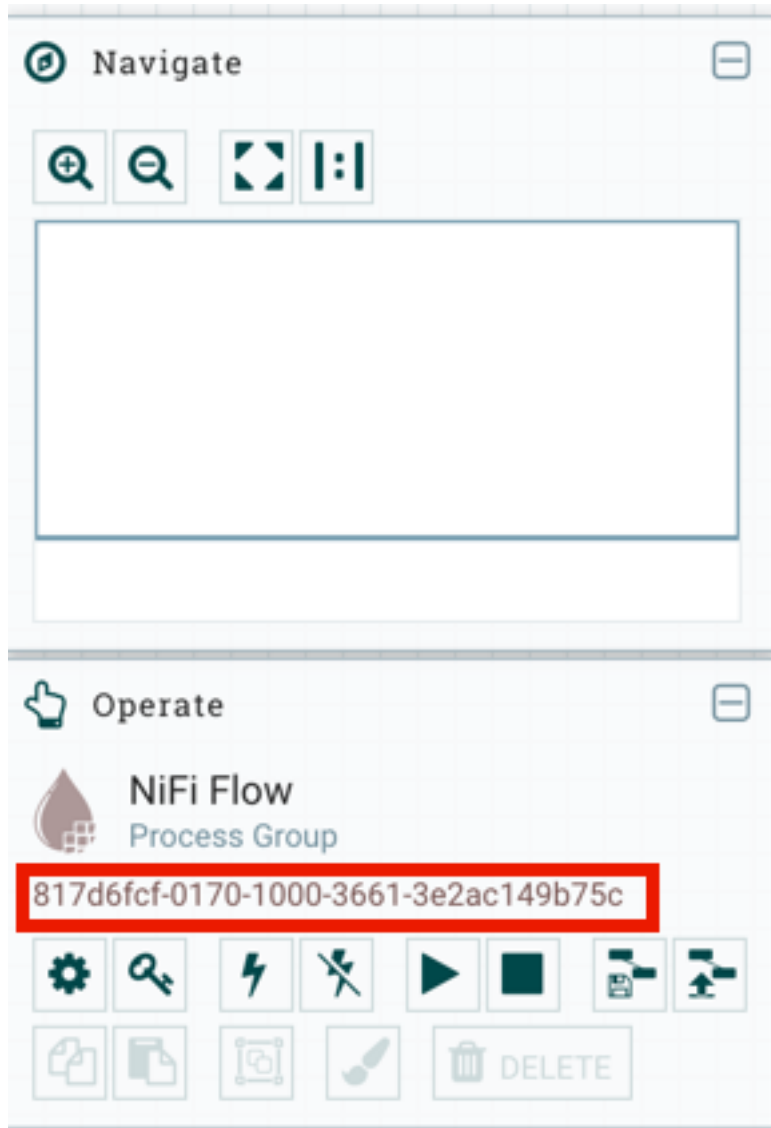 Navigate
Operate
NiFi Flow
Process Group
817d6fcf-0170-1000-3661-3e2ac149b75c
DELETE